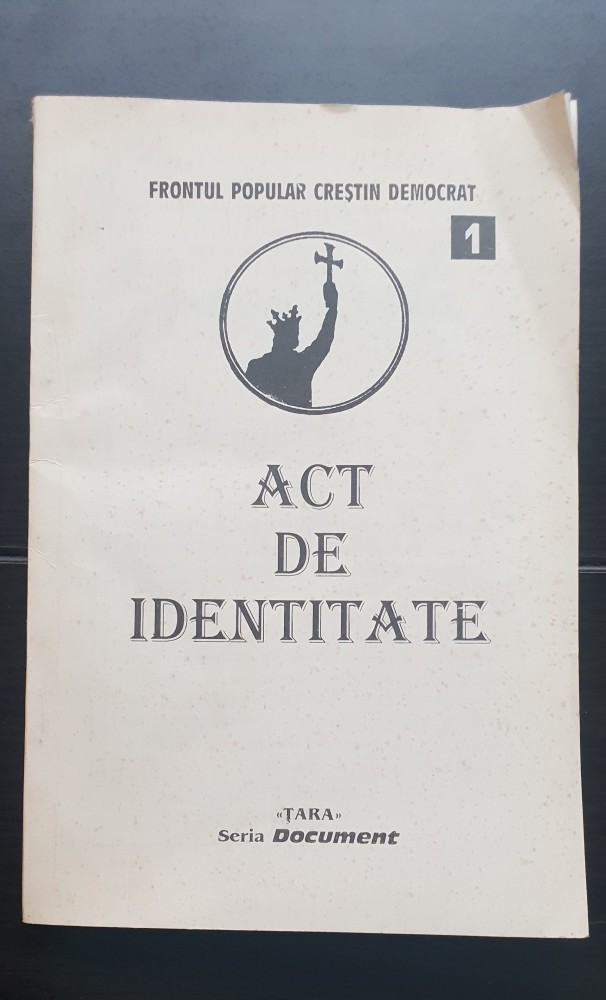 FRONTUL POPULAR CREŞTIN DEMOCRAT
1
ACT
DE
IDENTITATE
«ŢARA»
Seria Document